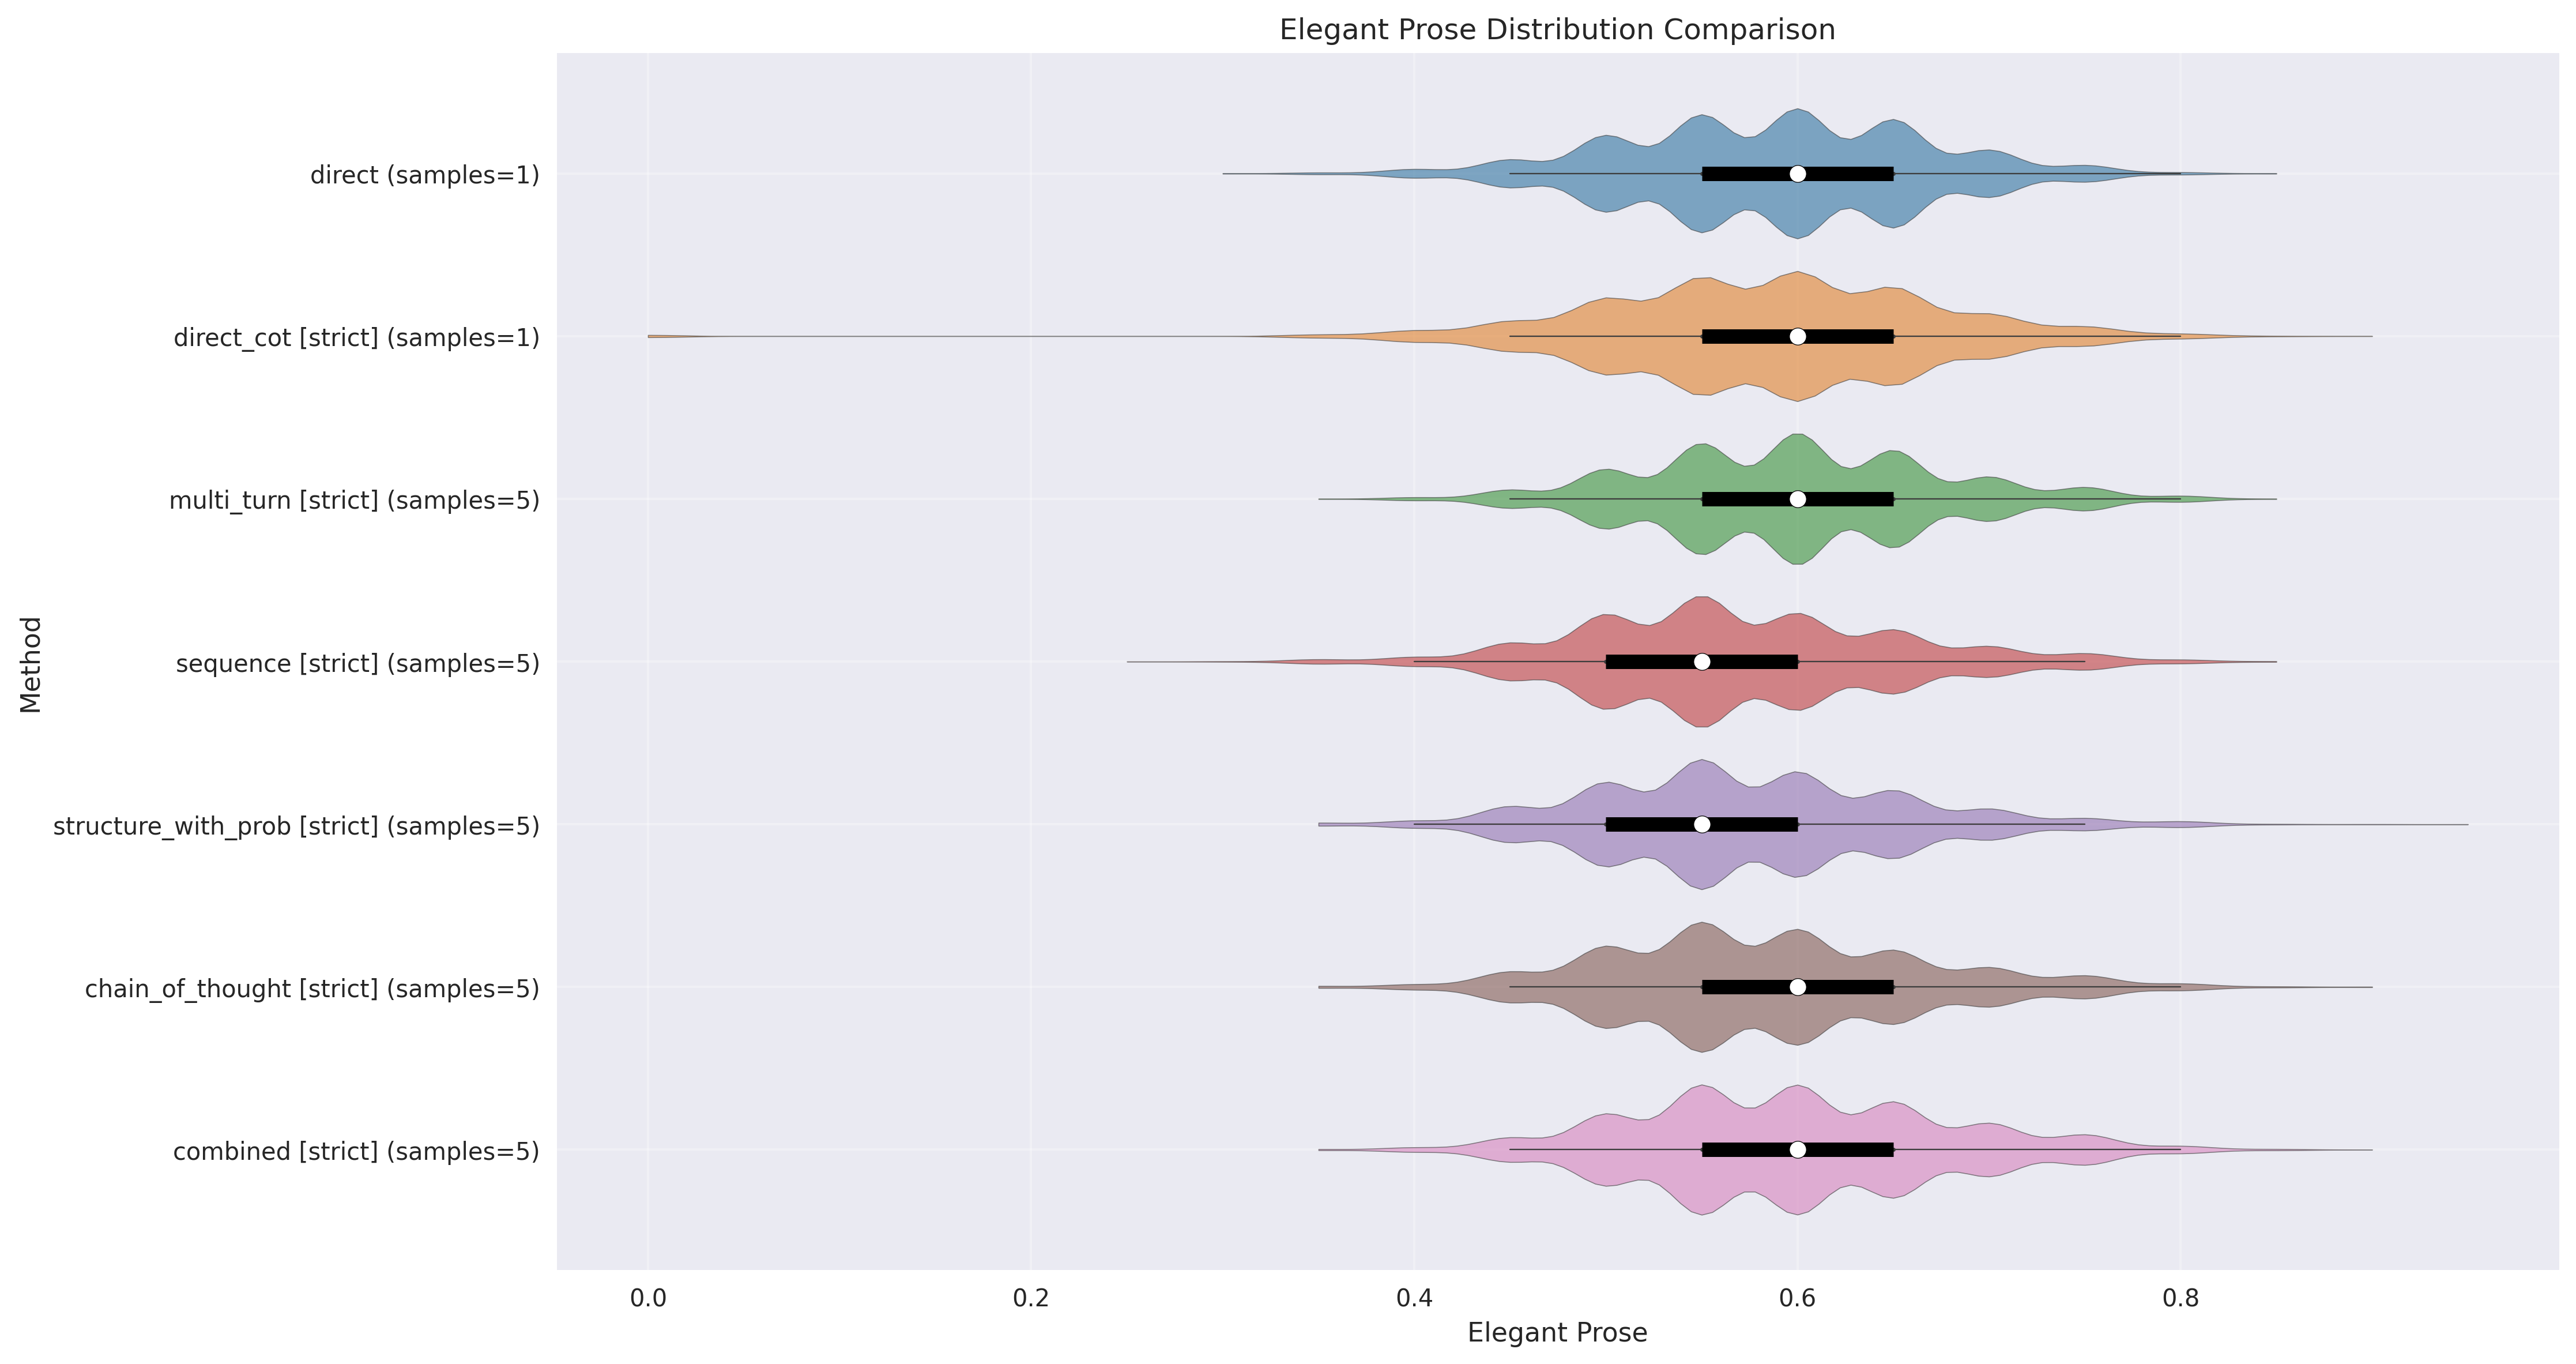 Elegant Prose Distribution Comparison
direct (samples=1)
direct_cot [strict] (samples=1)
multi_turn [strict] (samples=5)
sequence [strict] (samples=5)
structure_with_prob [strict] (samples=5)
chain_of_thought [strict] (samples=5)
combined [strict] (samples=5)
Method
0.0 0.2 0.4 0.6 0.8
Elegant Prose